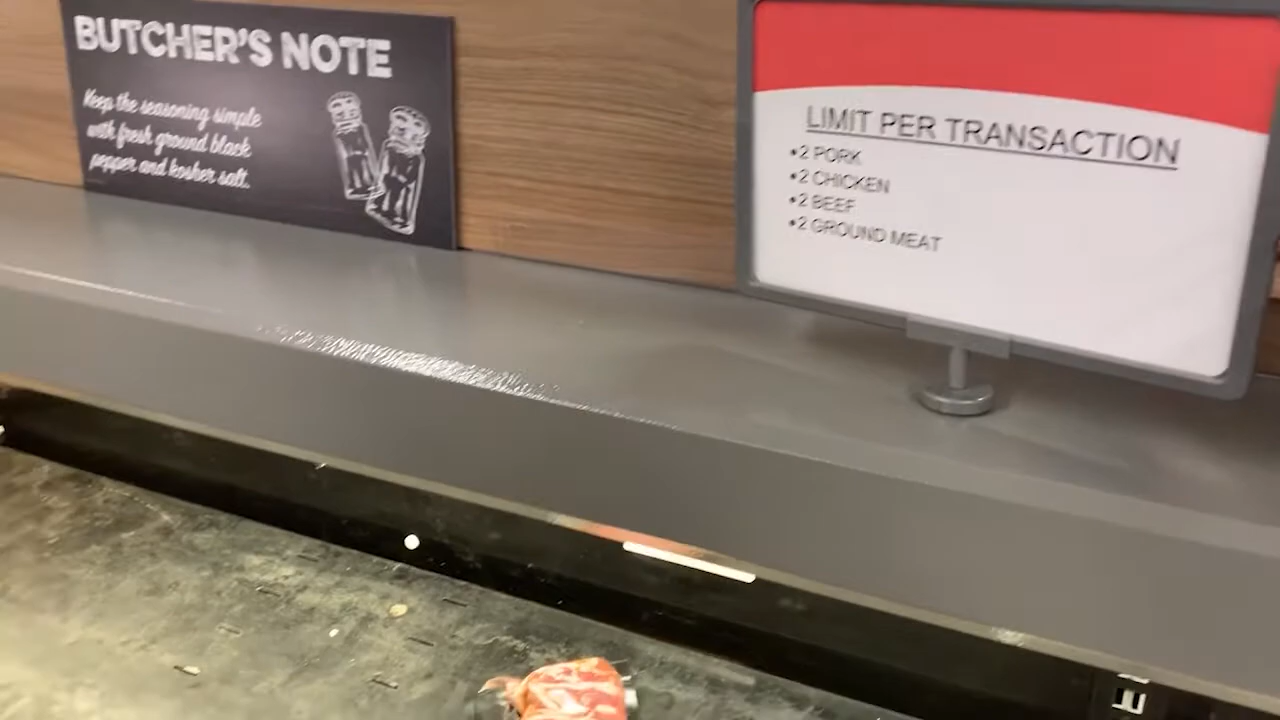 BUTCHER'S NOTE
Keep the seasoning simple
with fresh ground black
pepper and kosher salt.
LIMIT PER TRANSACTION
•2 PORK
•2 CHICKEN
•2 BEEF
•2 GROUND MEAT